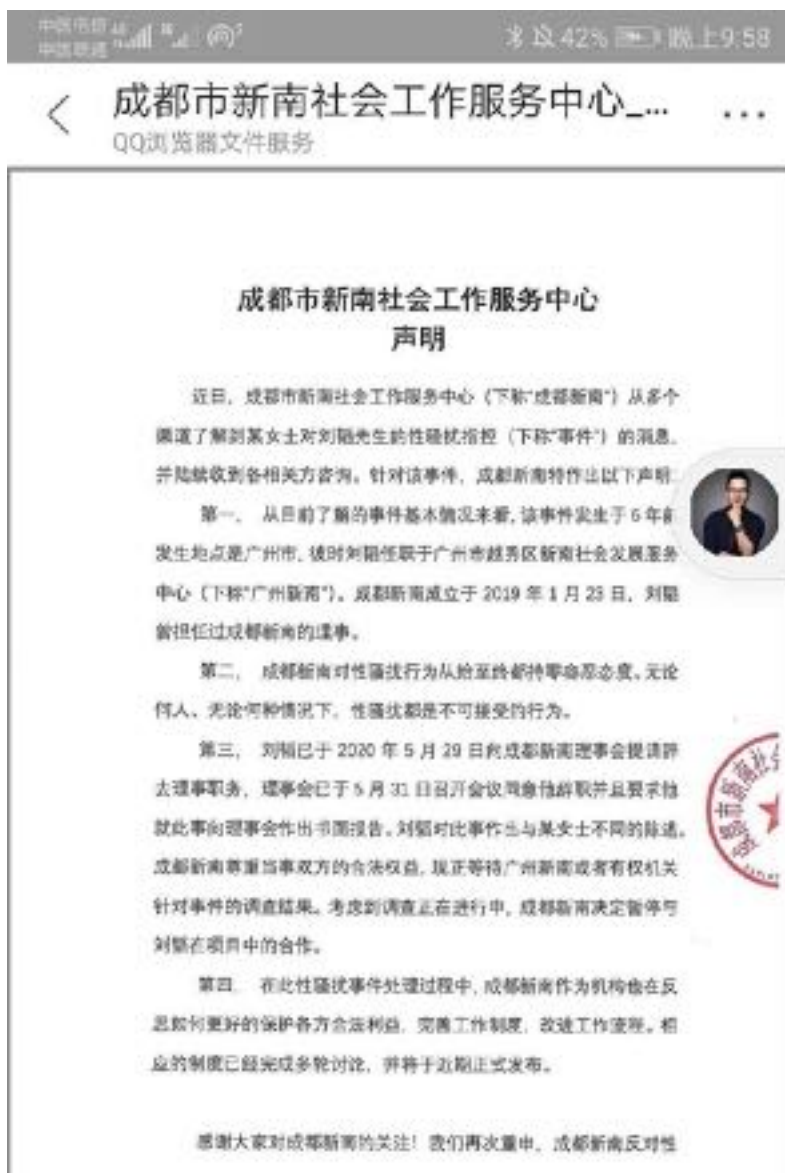 中国电信
中国联通
42% 晚上9:58
成都市新南社会工作服务中心_...
QQ浏览器文件服务
成都市新南社会工作服务中心
声明
近日，成都市新南社会工作服务中心（下称“成都新南”）从多个
渠道了解到某女士对刘韬先生的性骚扰指控（下称“事件”）的消息，
并陆续收到各相关方咨询。针对该事件，成都新南特作出以下声明
第一、 从目前了解的事件基本情况来看，该事件发生于6年前
发生地点是广州市，彼时刘韬任职于广州市越秀区新南社会发展服务
中心（下称“广州新南”）。成都新南成立于 2019 年 1 月 23 日，刘韬
曾担任过成都新南的理事。
第二、 成都新南对性骚扰行为从始至终都持零容忍态度。无论
何人、无论何种情况下，性骚扰都是不可接受的行为。
第三、 刘韬已于 2020 年 5 月 29 日向成都新南理事会提请辞
去理事职务，理事会已于 5 月 31 日召开会议同意他辞职并且要求他
就此事向理事会作出书面报告。刘韬对此事作出与某女士不同的陈述。
成都新南尊重当事双方的合法权益，现正等待广州新南或者有权机关
针对事件的调查结果。考虑到调查正在进行中，成都新南决定暂停与
刘韬在项目中的合作。
第四、 在此性骚扰事件处理过程中，成都新南作为机构也在反
思如何更好的保护各方合法利益，完善工作制度，改进工作流程。相
应的制度已经完成多轮讨论，并将于近期正式发布。
感谢大家对成都新南的关注！我们再次重申，成都新南反对性
成都市新南社会